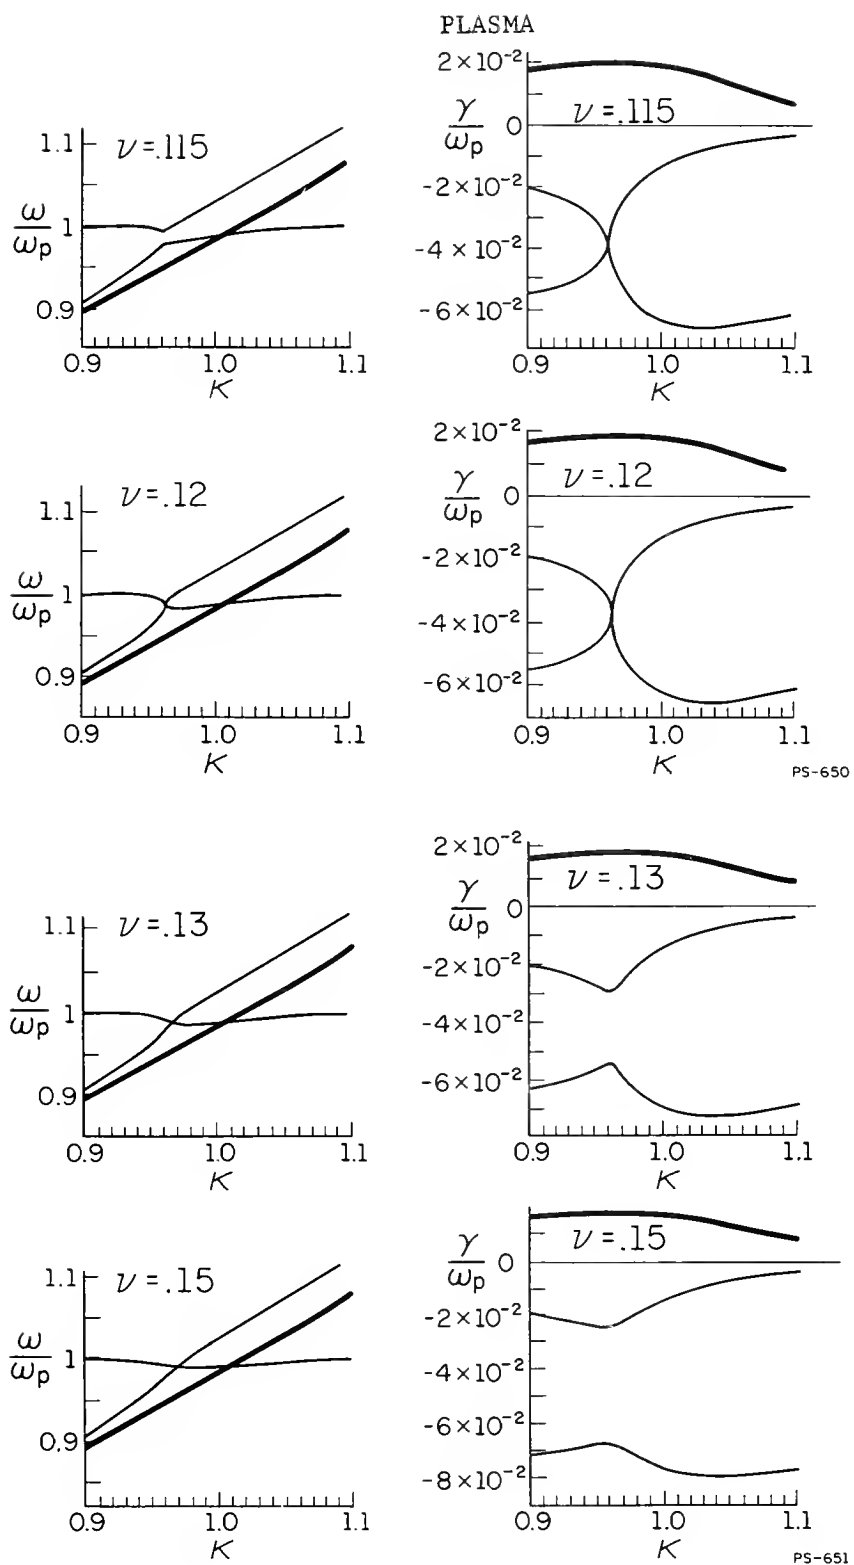 PLASMA
ν = .115
1.1
ω/ωp 1
0.9
0.9 1.0 1.1
κ
2×10⁻²
γ/ωp 0
ν = .115
-2×10⁻²
-4×10⁻²
-6×10⁻²
0.9 1.0 1.1
κ
ν = .12
1.1
ω/ωp 1
0.9
0.9 1.0 1.1
κ
2×10⁻²
γ/ωp 0
ν = .12
-2×10⁻²
-4×10⁻²
-6×10⁻²
0.9 1.0 1.1
κ
PS-650
ν = .13
1.1
ω/ωp 1
0.9
0.9 1.0 1.1
κ
2×10⁻²
γ/ωp 0
ν = .13
-2×10⁻²
-4×10⁻²
-6×10⁻²
0.9 1.0 1.1
κ
ν = .15
1.1
ω/ωp 1
0.9
0.9 1.0 1.1
κ
γ/ωp 0
ν = .15
-2×10⁻²
-4×10⁻²
-6×10⁻²
-8×10⁻²
0.9 1.0 1.1
κ
PS-651